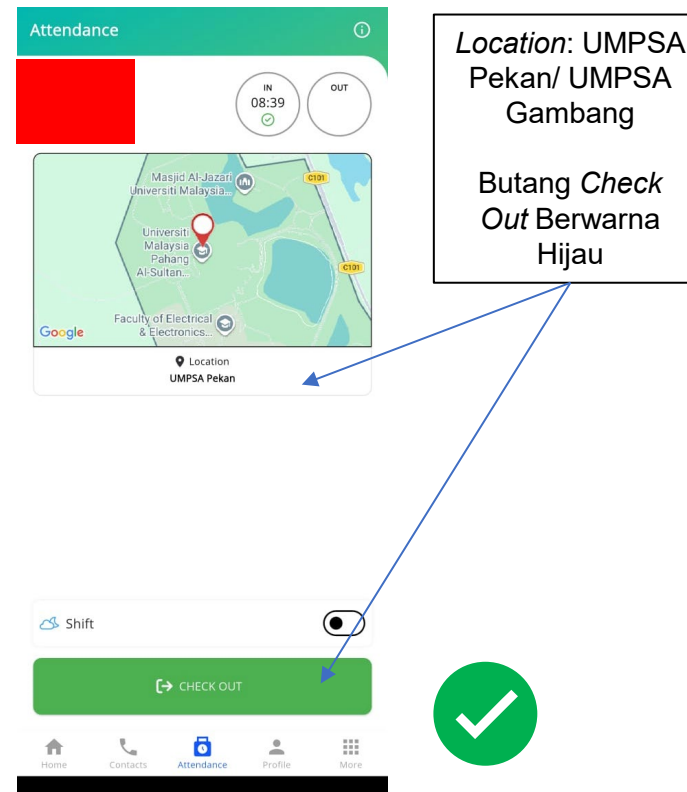 Attendance
IN
08:39
OUT
Masjid Al-Jazari
Universiti Malaysia...
C101
Universiti
Malaysia
Pahang
Al-Sultan...
C101
Faculty of Electrical
& Electronics...
Google
Location
UMPSA Pekan
Shift
CHECK OUT
Home
Contacts
Attendance
Profile
More
Location: UMPSA
Pekan/ UMPSA
Gambang
Butang Check
Out Berwarna
Hijau